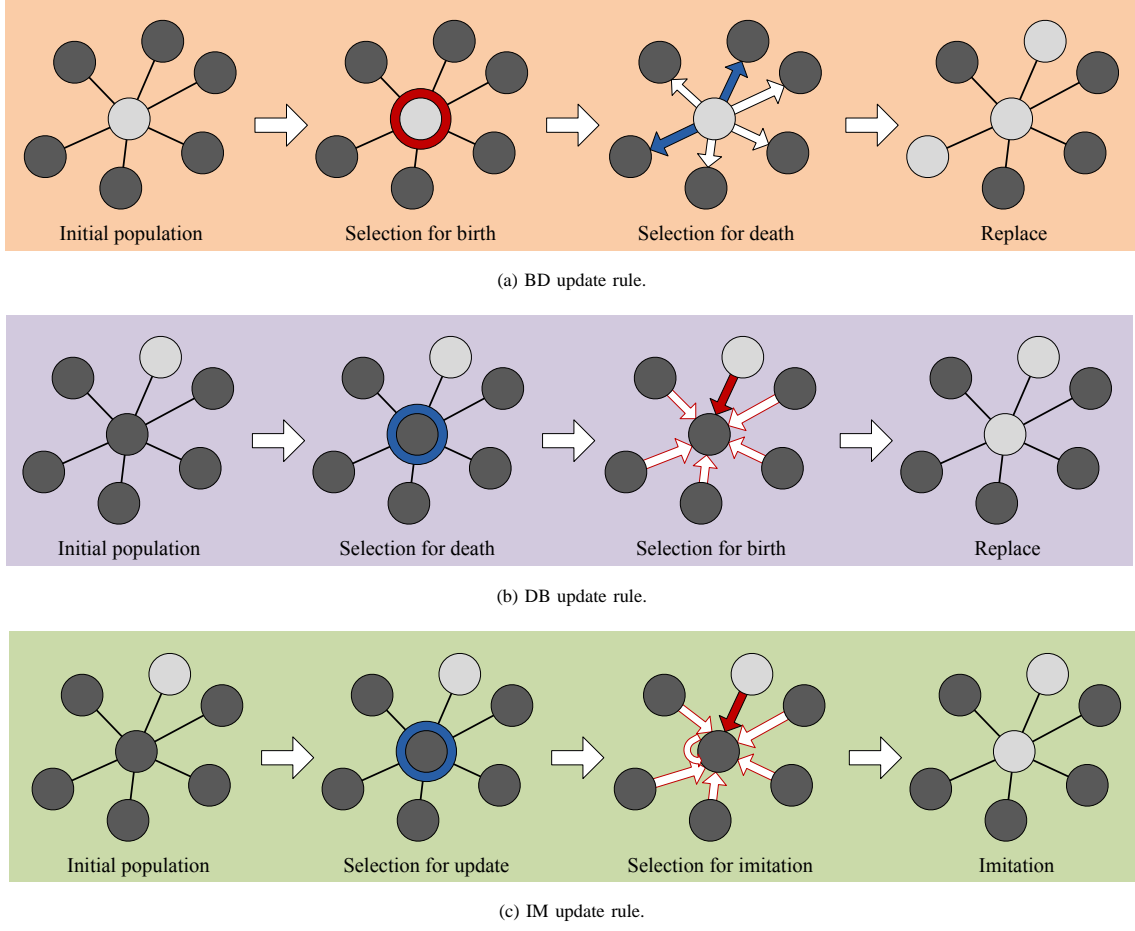 Initial population
Selection for birth
Selection for death
Replace
(a) BD update rule.
Initial population
Selection for death
Selection for birth
Replace
(b) DB update rule.
Initial population
Selection for update
Selection for imitation
Imitation
(c) IM update rule.